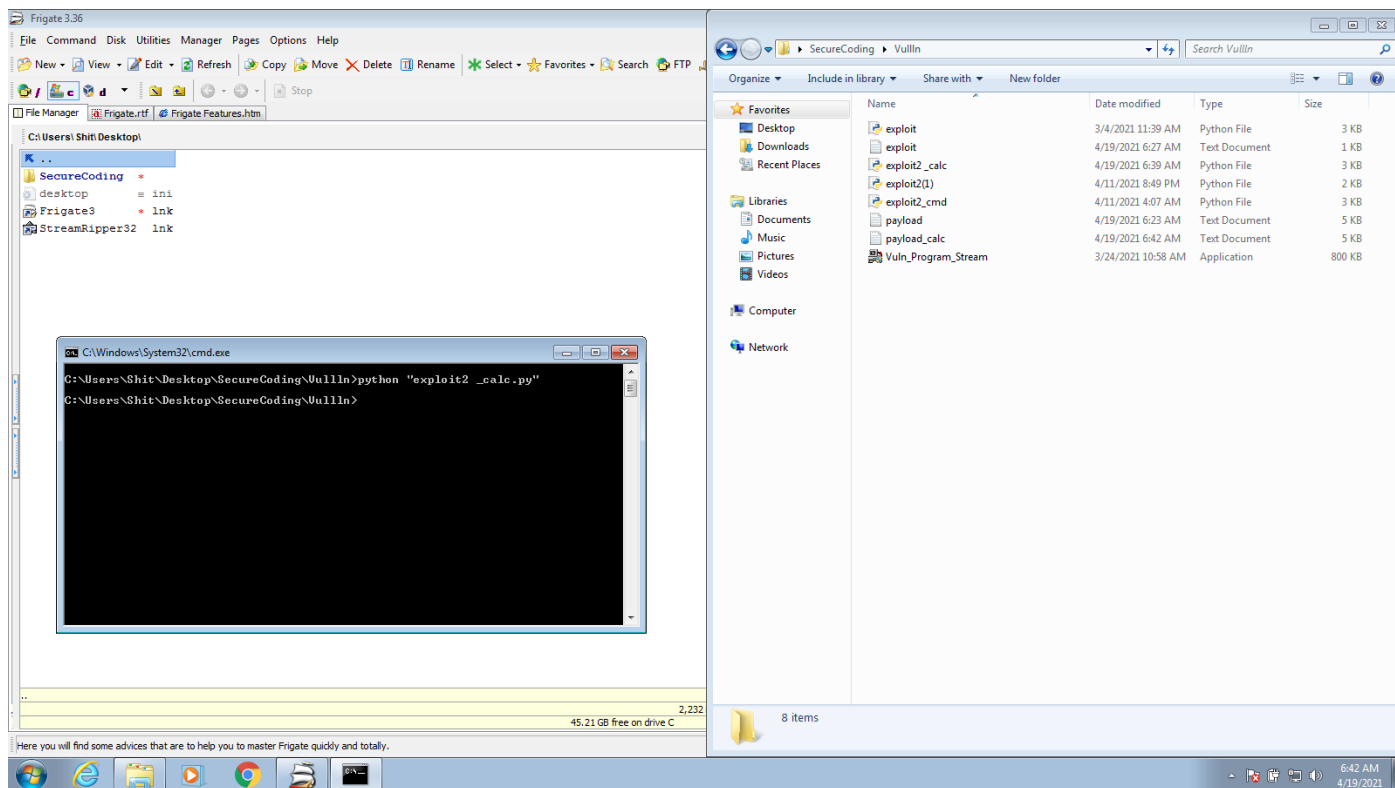 Frigate 3.36
File Command Disk Utilities Manager Pages Options Help
New View Edit Refresh Copy Move Delete Rename Select Favorites Search FTP
/ c d Stop
File Manager Frigate.rtf Frigate Features.htm
C:\Users\Shit\Desktop\
..
SecureCoding *
desktop = ini
Frigate3 * lnk
StreamRipper32 lnk
C:\Windows\System32\cmd.exe
C:\Users\Shit\Desktop\SecureCoding\Vullln>python "exploit2 _calc.py"
C:\Users\Shit\Desktop\SecureCoding\Vullln>
..
2,232
45.21 GB free on drive C
Here you will find some advices that are to help you to master Frigate quickly and totally.
SecureCoding Vullln
Search Vullln
Organize Include in library Share with New folder
Favorites
Desktop
Downloads
Recent Places
Libraries
Documents
Music
Pictures
Videos
Computer
Network
Name Date modified Type Size
exploit 3/4/2021 11:39 AM Python File 3 KB
exploit 4/19/2021 6:27 AM Text Document 1 KB
exploit2 _calc 4/19/2021 6:39 AM Python File 3 KB
exploit2(1) 4/11/2021 8:49 PM Python File 2 KB
exploit2_cmd 4/11/2021 4:07 AM Python File 3 KB
payload 4/19/2021 6:23 AM Text Document 5 KB
payload_calc 4/19/2021 6:42 AM Text Document 5 KB
Vuln_Program_Stream 3/24/2021 10:58 AM Application 800 KB
8 items
6:42 AM
4/19/2021